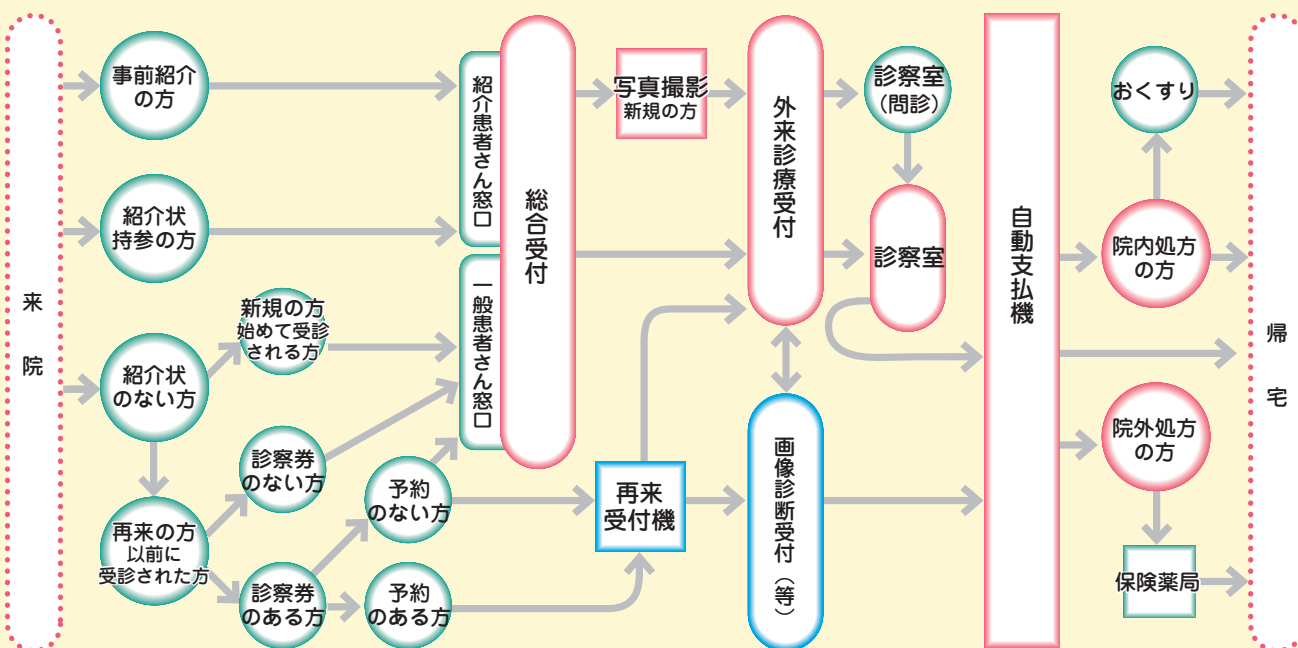 来院
事前紹介
の方
紹介状
持参の方
紹介状
のない方
新規の方
始めて受診
される方
再来の方
以前に
受診された方
診察券
のない方
診察券
のある方
予約
のない方
予約
のある方
紹介患者さん窓口
一般患者さん窓口
総合受付
写真撮影
新規の方
再来
受付機
外来診療受付
画像診断受付（等）
診察室
（問診）
診察室
自動支払機
おくすり
院内処方
の方
院外処方
の方
保険薬局
帰宅